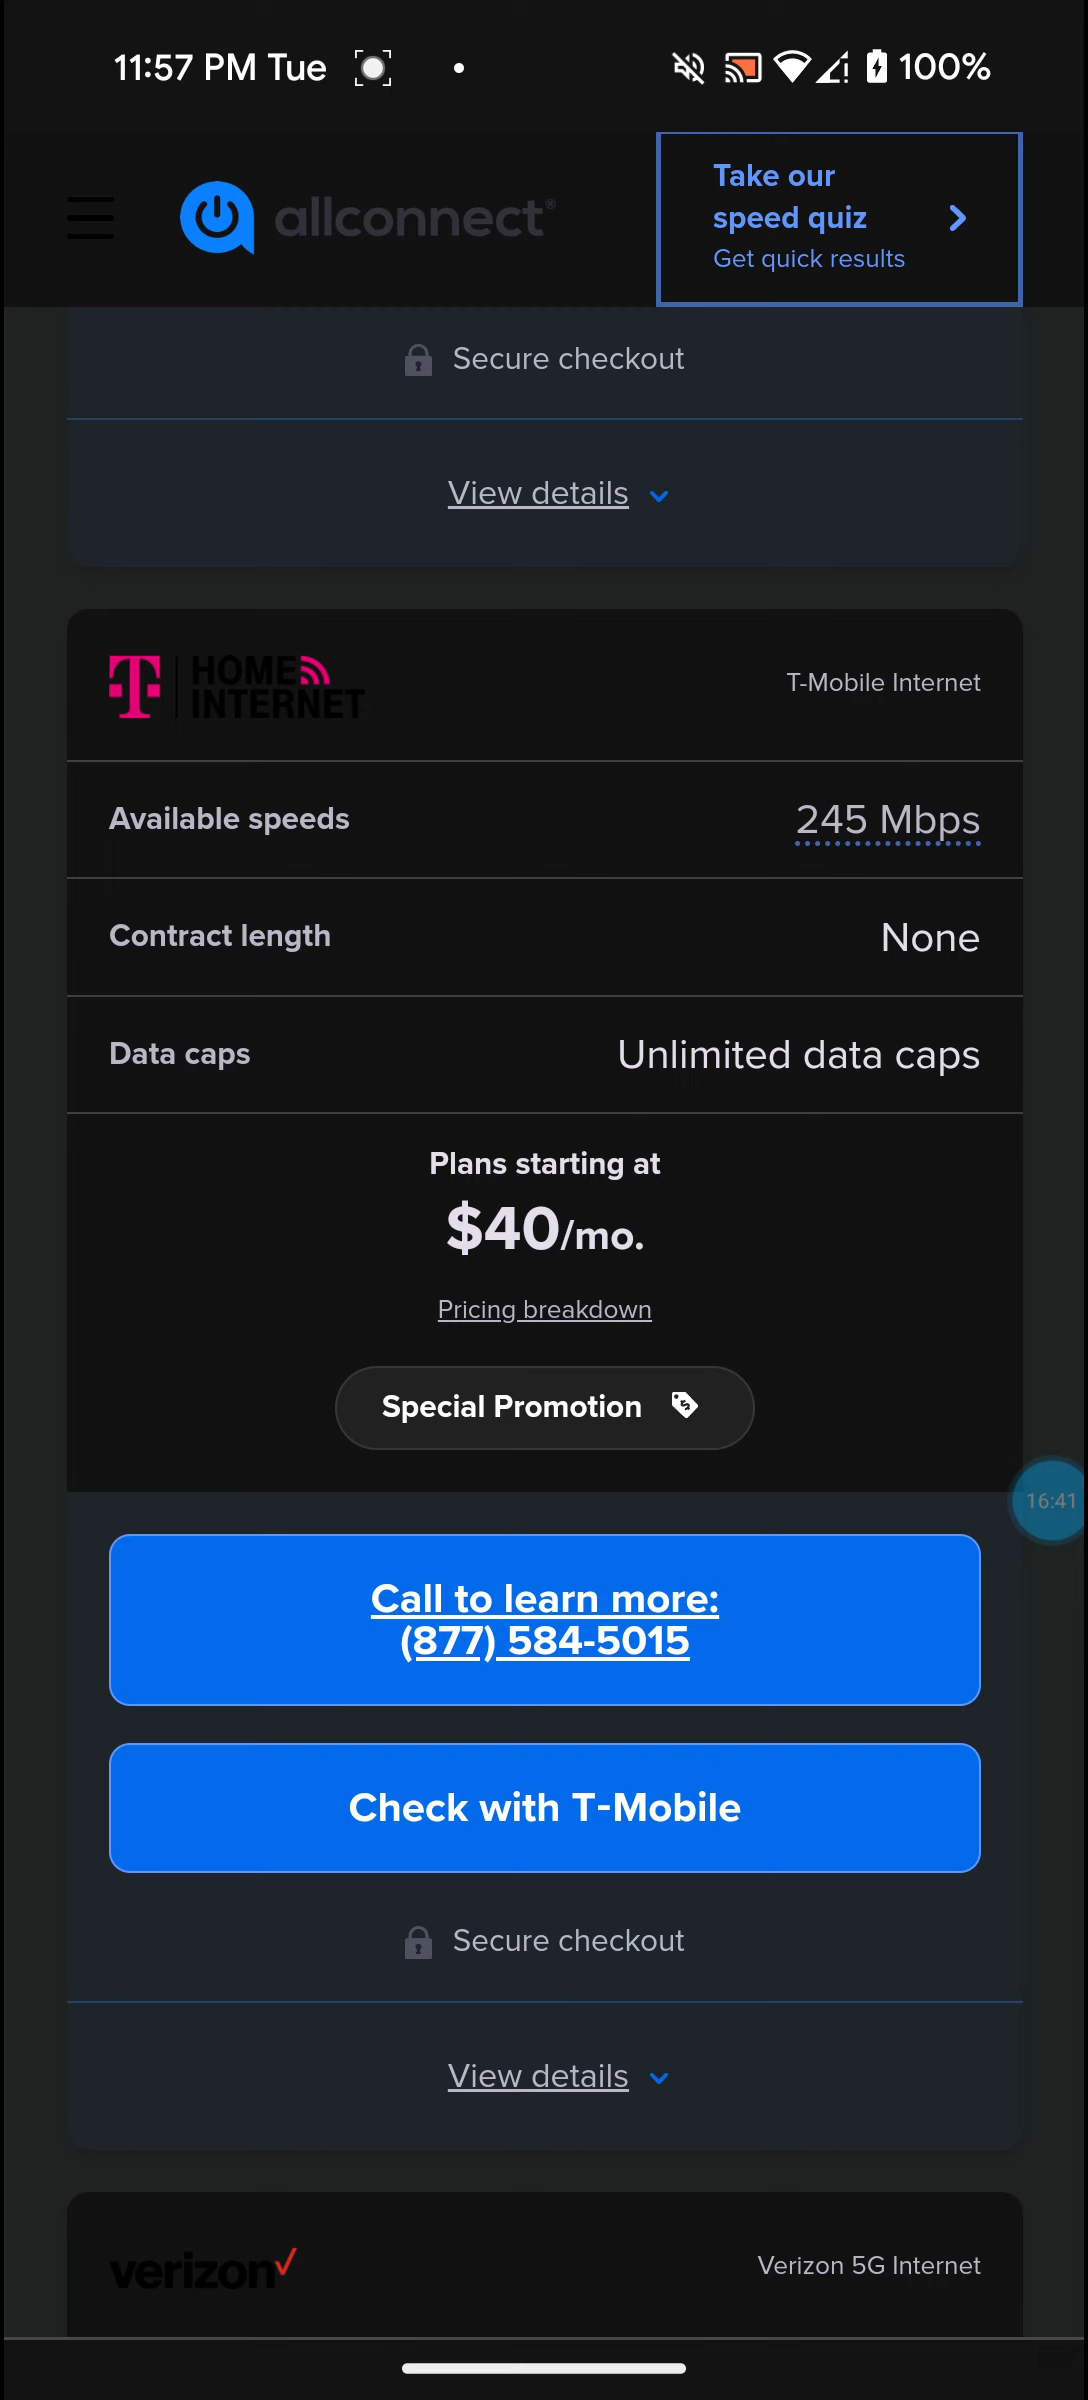 11:57 PM Tue
100%
allconnect®
Take our
speed quiz
Get quick results
Secure checkout
View details
T HOME
INTERNET
T-Mobile Internet
Available speeds 245 Mbps
Contract length None
Data caps Unlimited data caps
Plans starting at
$40/mo.
Pricing breakdown
Special Promotion
16:41
Call to learn more:
(877) 584-5015
Check with T-Mobile
Secure checkout
View details
verizon
Verizon 5G Internet